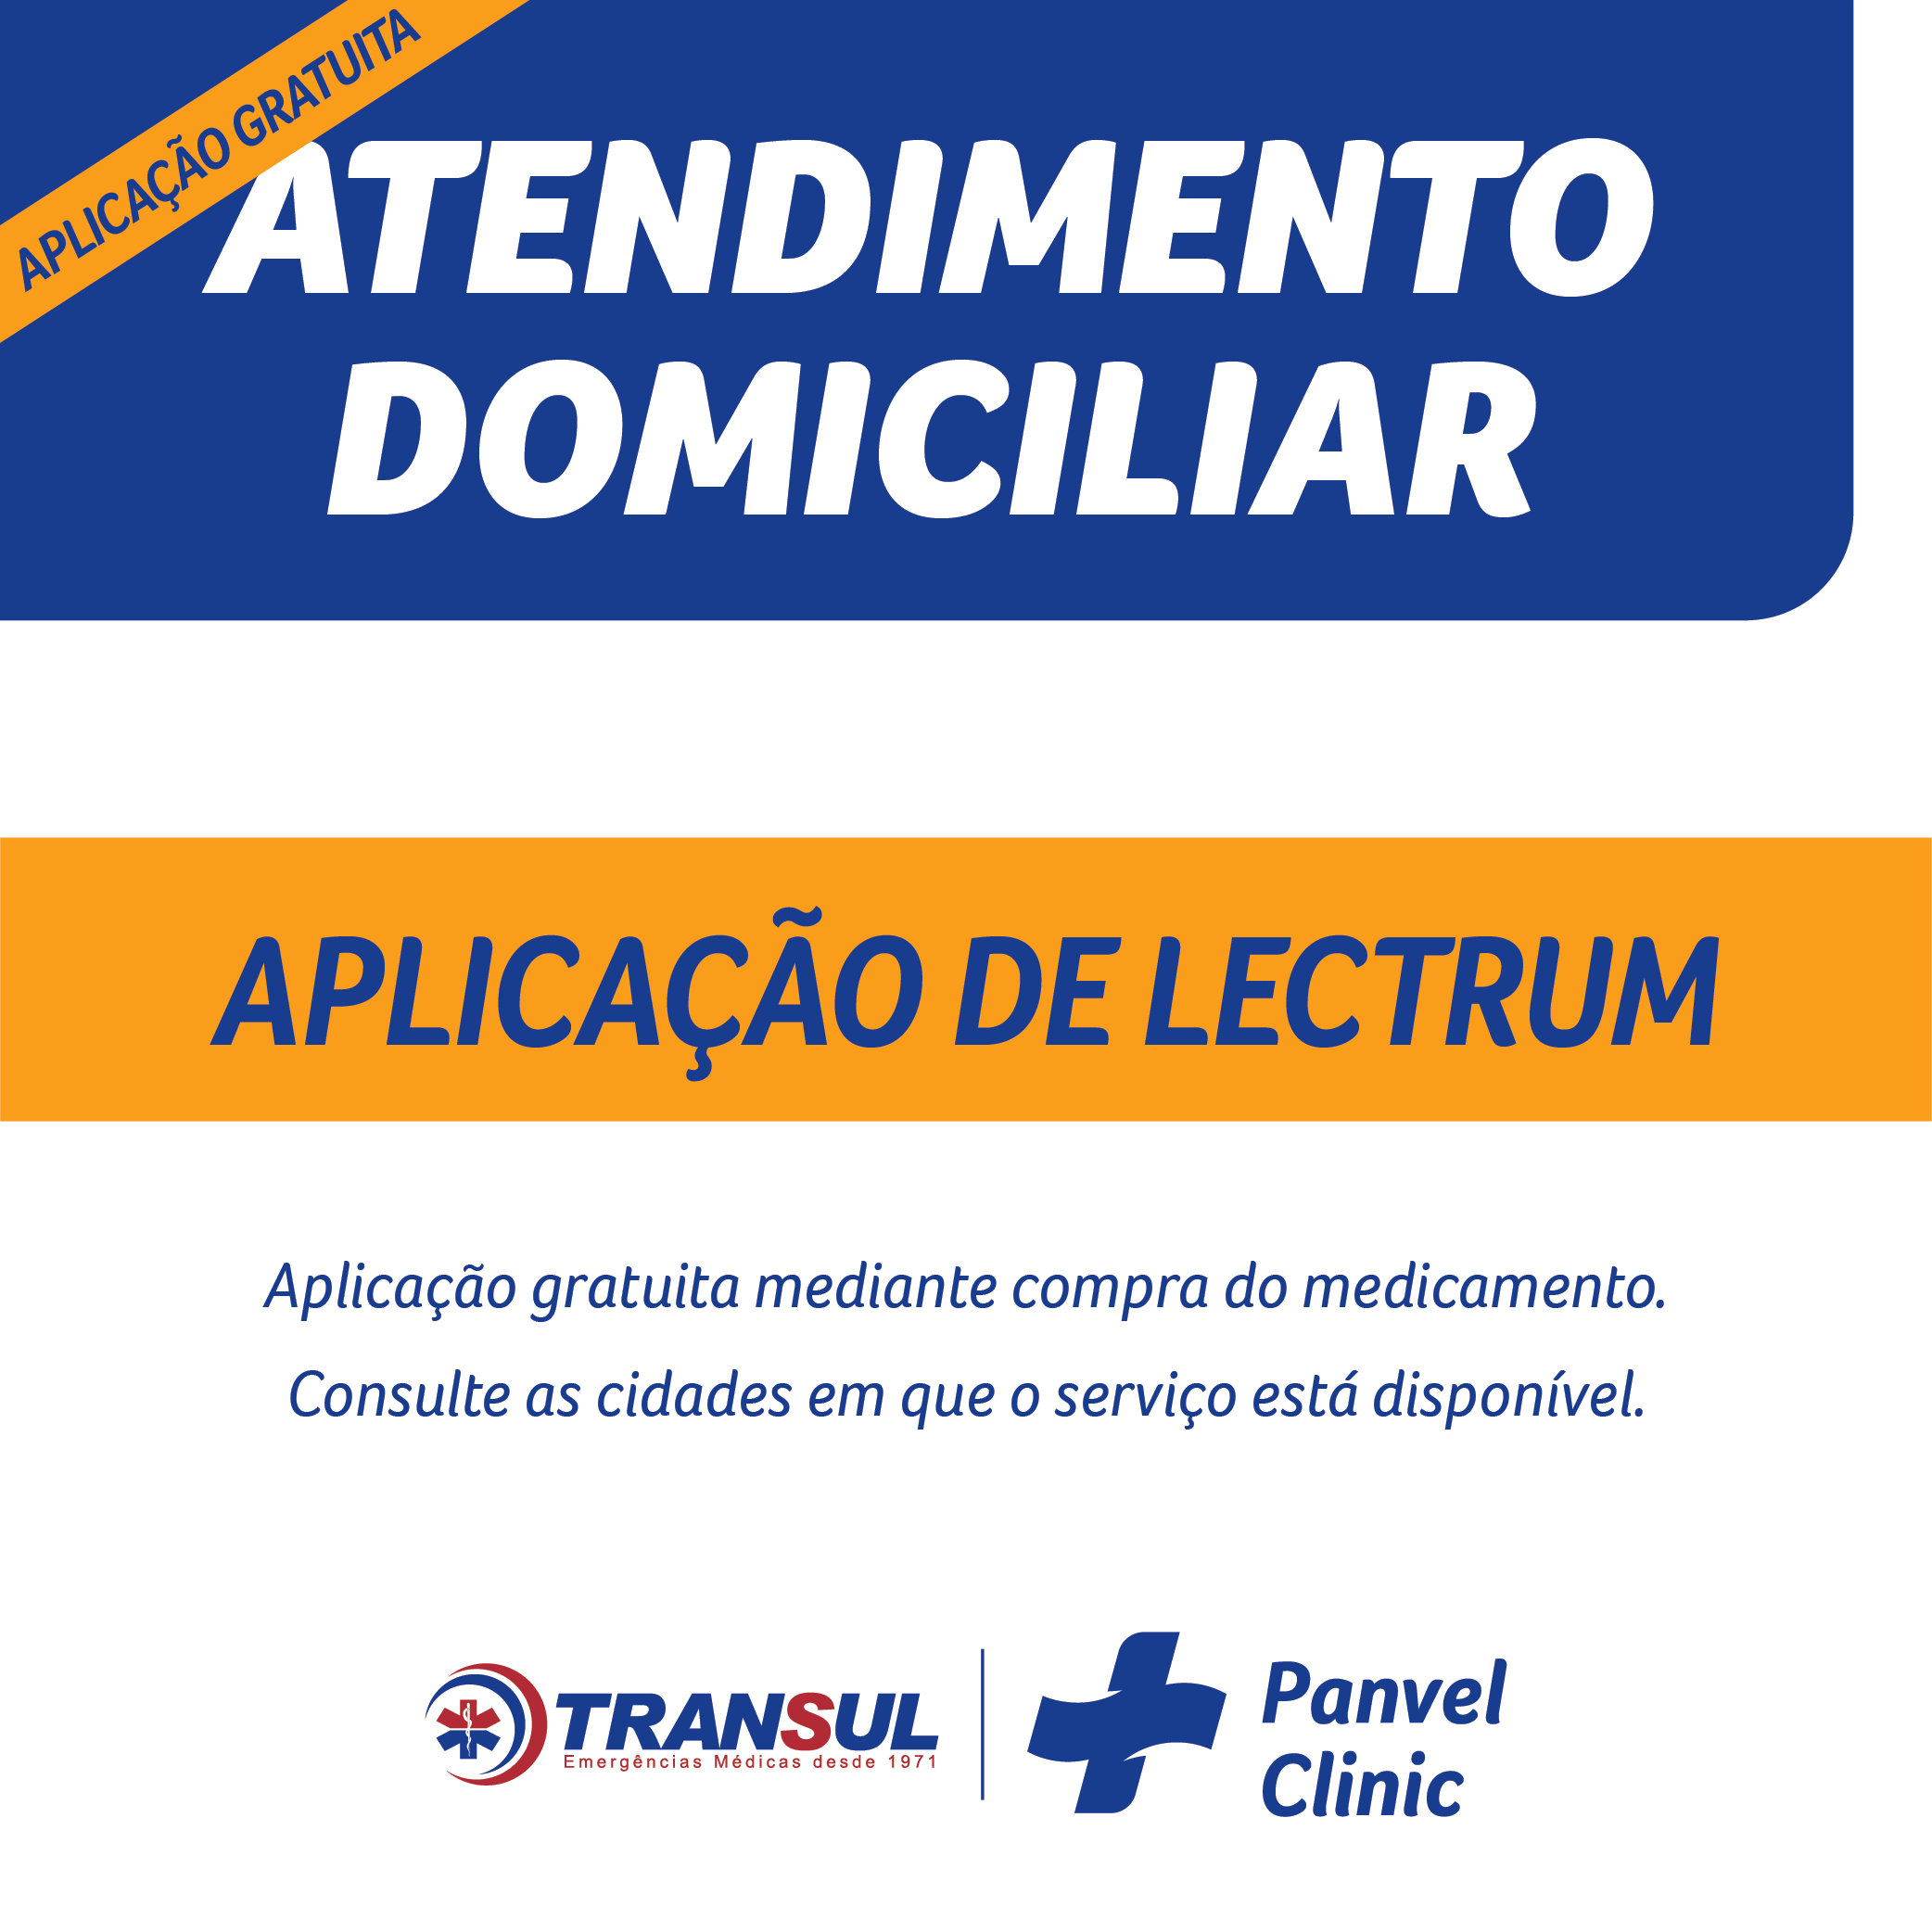 APLICAÇÃO GRATUITA
ATENDIMENTO
DOMICILIAR
APLICAÇÃO DE LECTRUM
Aplicação gratuita mediante compra do medicamento.
Consulte as cidades em que o serviço está disponível.
TRANSUL
Emergências Médicas desde 1971
Panvel
Clinic